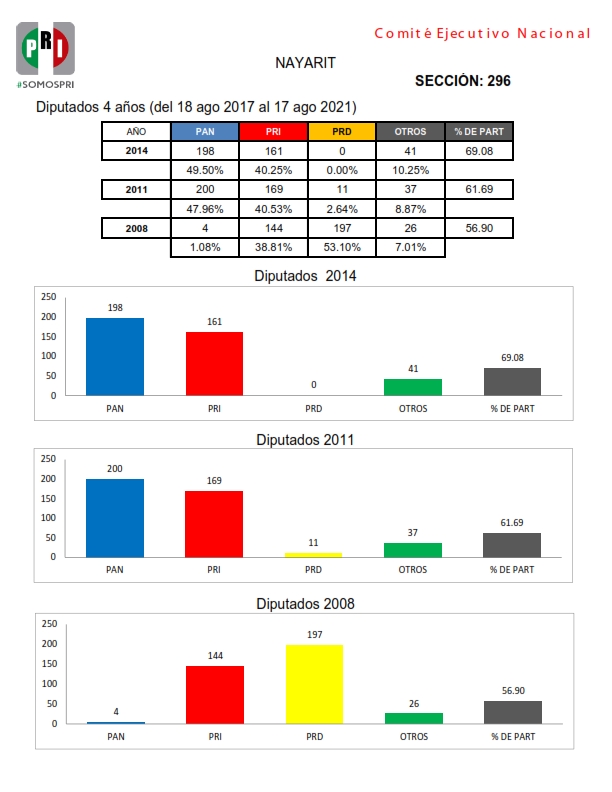 Comité Ejecutivo Nacional
PRI
#SOMOSPRI
NAYARIT
SECCIÓN: 296
Diputados 4 años (del 18 ago 2017 al 17 ago 2021)
AÑO PAN PRI PRD OTROS % DE PART
2014 198 161 0 41 69.08
49.50% 40.25% 0.00% 10.25%
2011 200 169 11 37 61.69
47.96% 40.53% 2.64% 8.87%
2008 4 144 197 26 56.90
1.08% 38.81% 53.10% 7.01%
Diputados 2014
250
200
150
100
50
0
198
161
0
41
69.08
PAN PRI PRD OTROS % DE PART
Diputados 2011
250
200
150
100
50
0
200
169
11
37
61.69
PAN PRI PRD OTROS % DE PART
Diputados 2008
250
200
150
100
50
0
4
144
197
26
56.90
PAN PRI PRD OTROS % DE PART